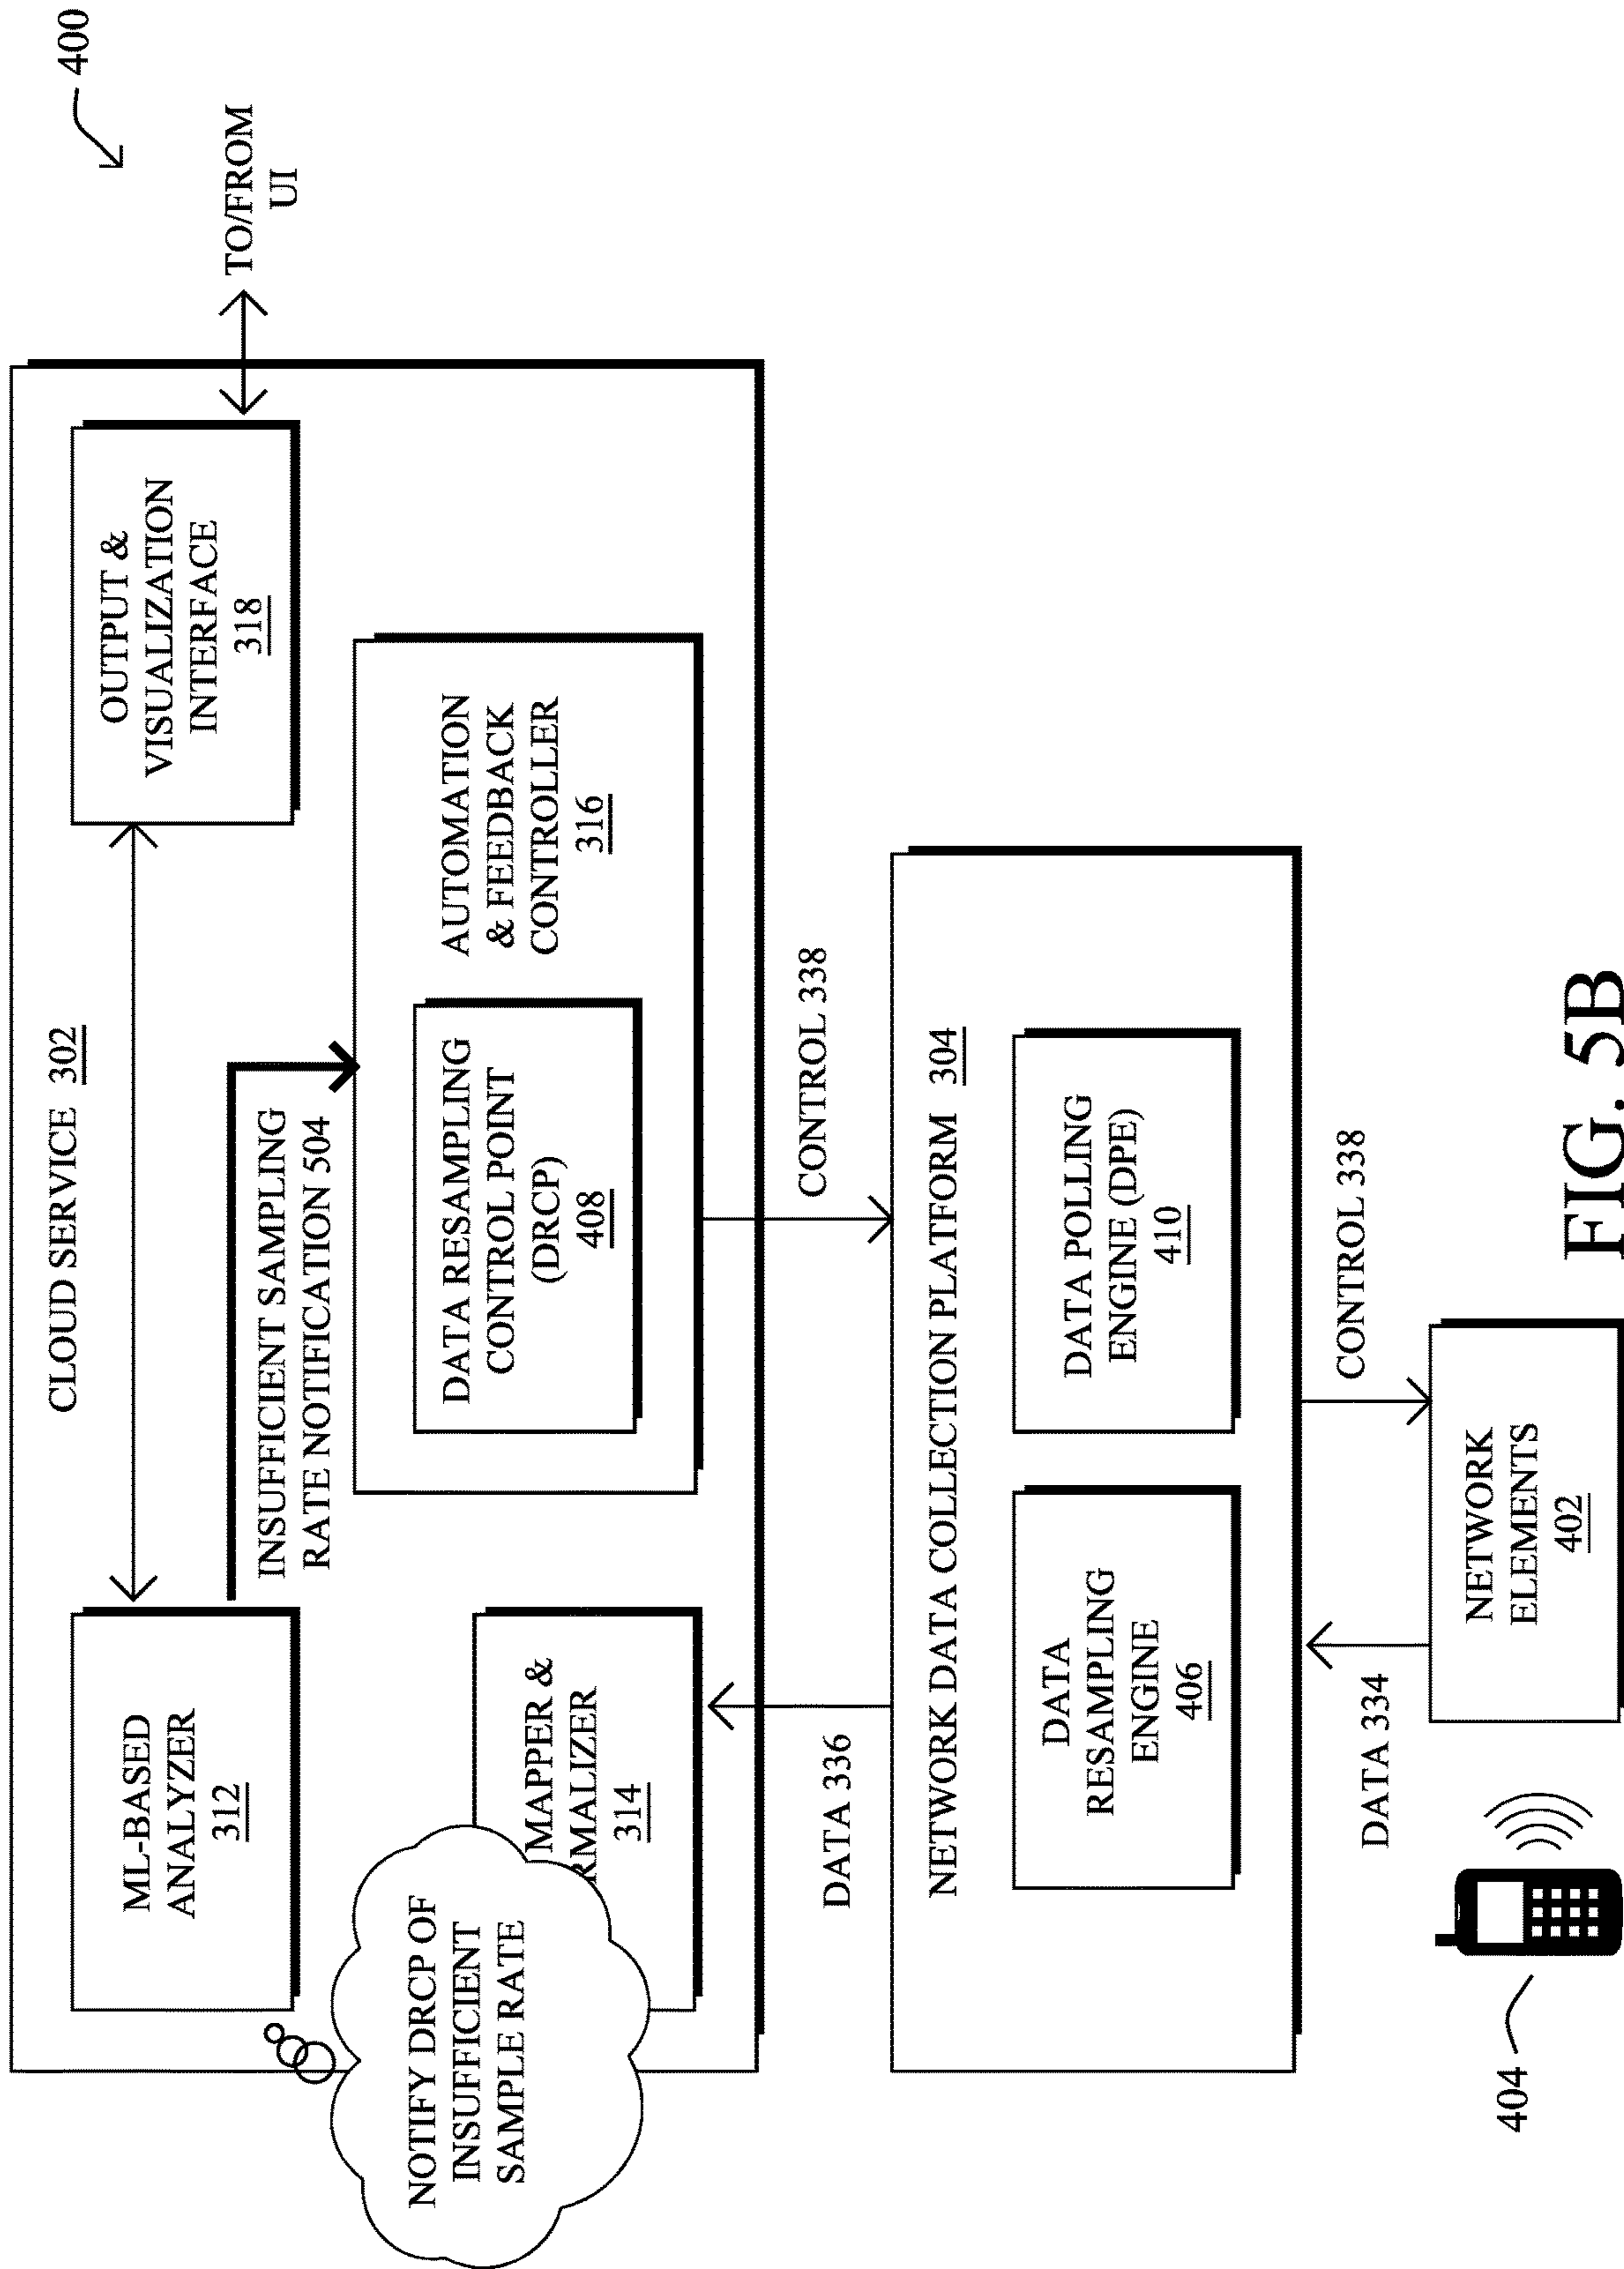 400
CLOUD SERVICE 302
TO/FROM
UI
ML-BASED
ANALYZER
312
OUTPUT &
VISUALIZATION
INTERFACE
318
INSUFFICIENT SAMPLING
RATE NOTIFICATION 504
NOTIFY DRCP OF
INSUFFICIENT
SAMPLE RATE
MAPPER &
RMALIZER
314
DATA RESAMPLING
CONTROL POINT
(DRCP)
408
AUTOMATION
& FEEDBACK
CONTROLLER
316
DATA 336
CONTROL 338
NETWORK DATA COLLECTION PLATFORM 304
DATA
RESAMPLING
ENGINE
406
DATA POLLING
ENGINE (DPE)
410
DATA 334
CONTROL 338
404
NETWORK
ELEMENTS
402
FIG. 5B